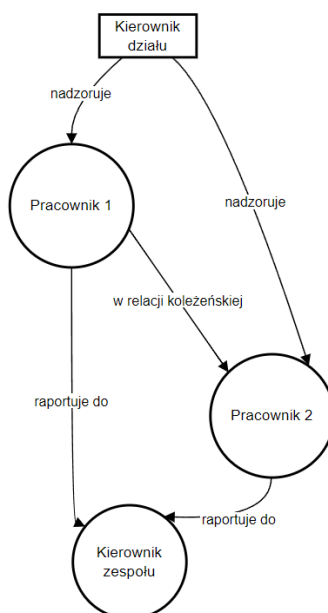 Kierownik
działu
nadzoruje
Pracownik 1
nadzoruje
w relacji koleżeńskiej
raportuje do
Pracownik 2
raportuje do
Kierownik
zespołu